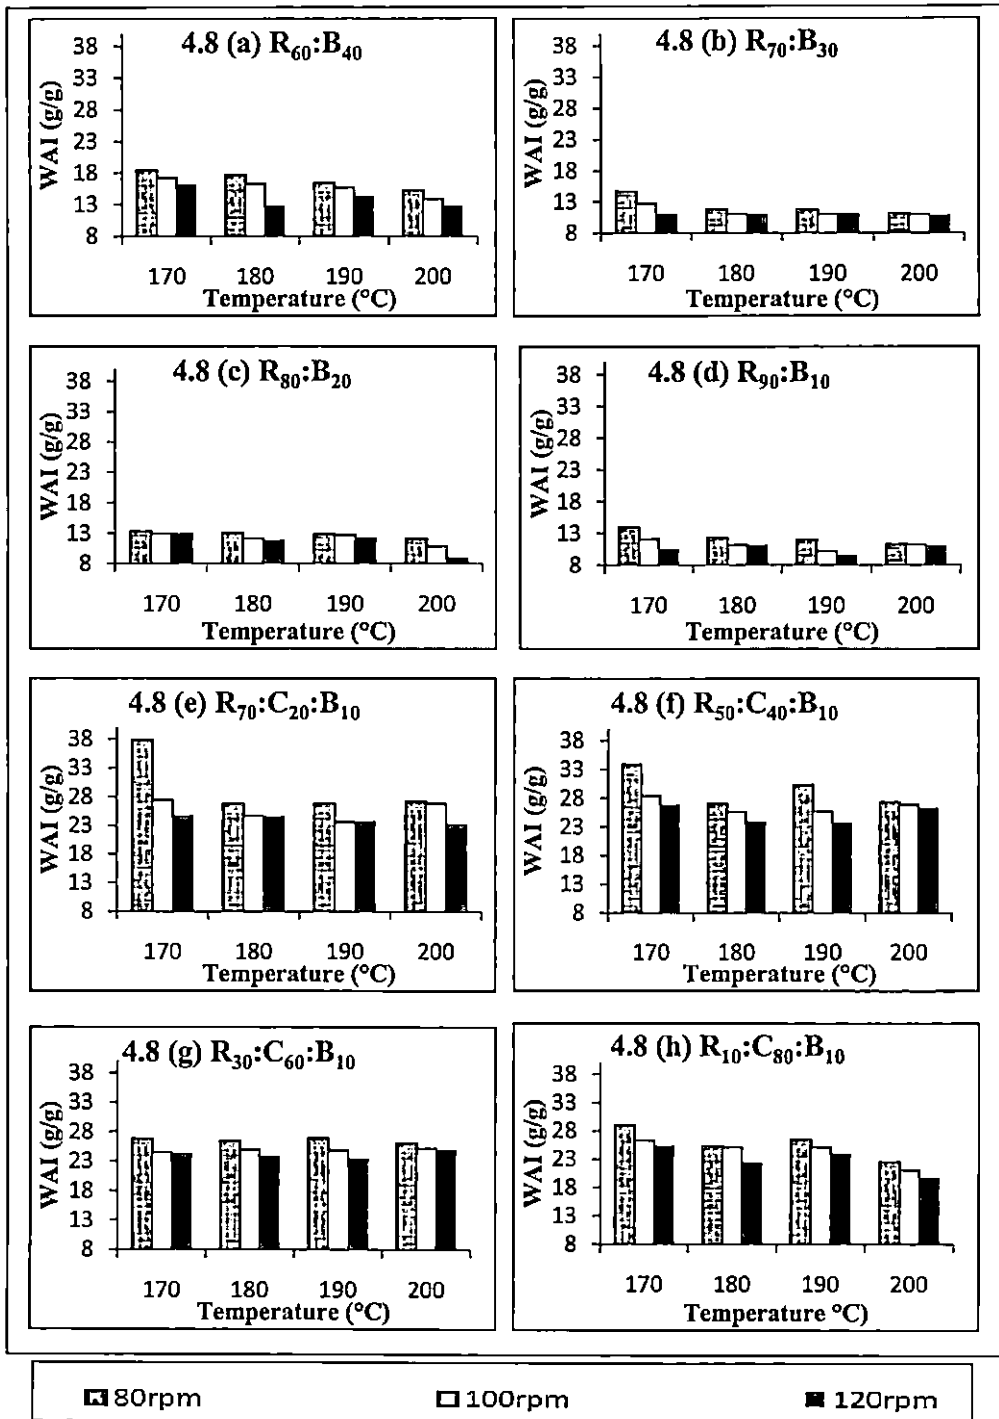 4.8 (a) R60:B40
WAI (g/g)
38
33
28
23
18
13
8
170 180 190 200
Temperature (°C)
4.8 (b) R70:B30
WAI (g/g)
38
33
28
23
18
13
8
170 180 190 200
Temperature (°C)
4.8 (c) R80:B20
WAI (g/g)
38
33
28
23
18
13
8
170 180 190 200
Temperature (°C)
4.8 (d) R90:B10
WAI (g/g)
38
33
28
23
18
13
8
170 180 190 200
Temperature (°C)
4.8 (e) R70:C20:B10
WAI (g/g)
38
33
28
23
18
13
8
170 180 190 200
Temperature (°C)
4.8 (f) R50:C40:B10
WAI (g/g)
38
33
28
23
18
13
8
170 180 190 200
Temperature (°C)
4.8 (g) R30:C60:B10
WAI (g/g)
38
33
28
23
18
13
8
170 180 190 200
Temperature (°C)
4.8 (h) R10:C80:B10
WAI (g/g)
38
33
28
23
18
13
8
170 180 190 200
Temperature °C)
80rpm 100rpm 120rpm